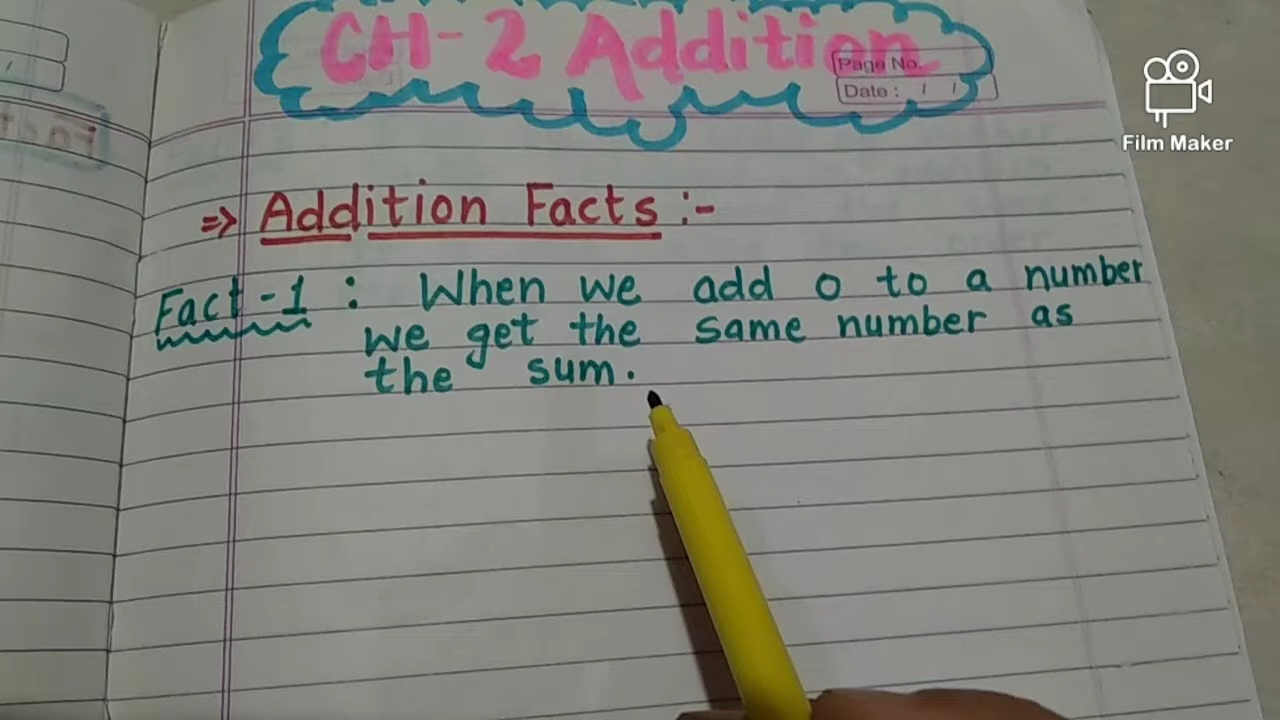 CH-2 Addition
Page No.
Date : / /
Film Maker
=> Addition Facts :-
Fact-1 : When we add 0 to a number
we get the same number as
the sum.